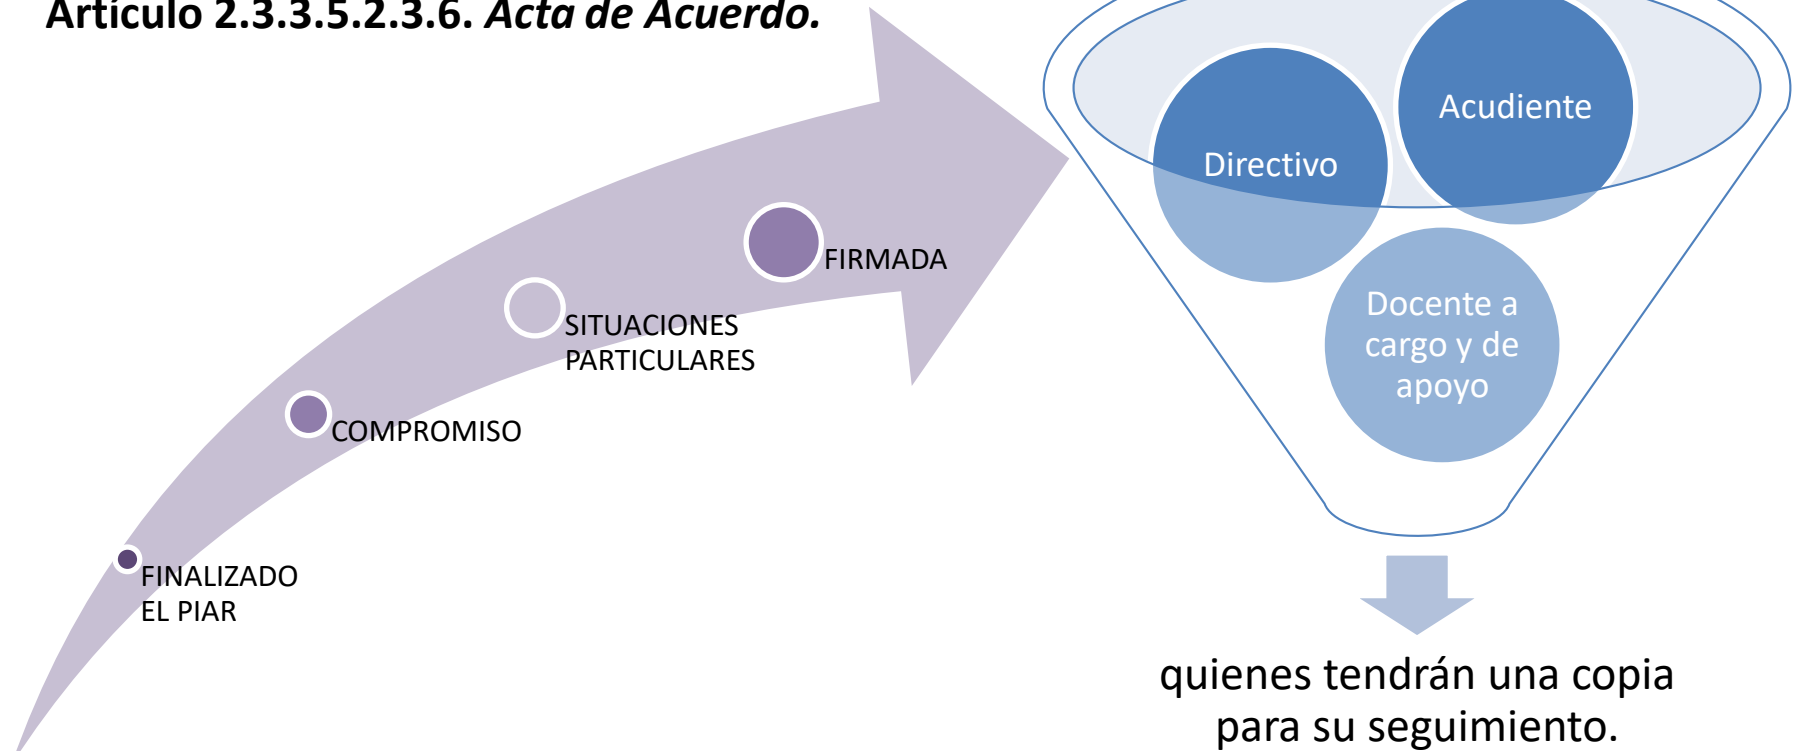 Artículo 2.3.3.5.2.3.6. Acta de Acuerdo.
FINALIZADO
EL PIAR
COMPROMISO
SITUACIONES
PARTICULARES
FIRMADA
Directivo
Acudiente
Docente a
cargo y de
apoyo
quienes tendrán una copia
para su seguimiento.